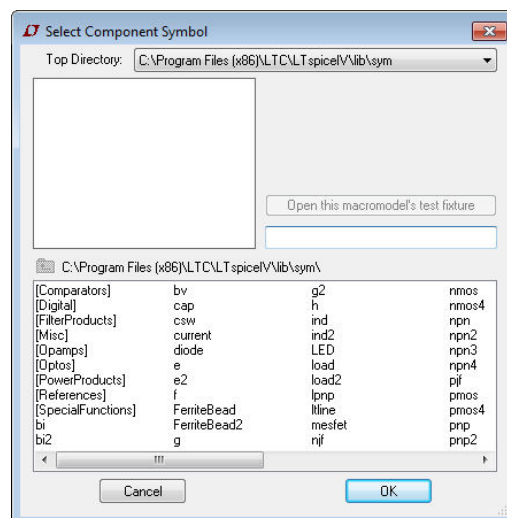 Select Component Symbol
Top Directory: C:\Program Files (x86)\LTC\LTspiceIV\lib\sym
Open this macromodel's test fixture
C:\Program Files (x86)\LTC\LTspiceIV\lib\sym\
[Comparators] bv g2 nmos
[Digital] cap h nmos4
[FilterProducts] csw ind npn
[Misc] current ind2 npn2
[Opamps] diode LED npn3
[Optos] e load npn4
[PowerProducts] e2 load2 pjf
[References] f lpnp pmos
[SpecialFunctions] FerriteBead ltline pmos4
bi FerriteBead2 mesfet pnp
bi2 g njf pnp2
Cancel OK